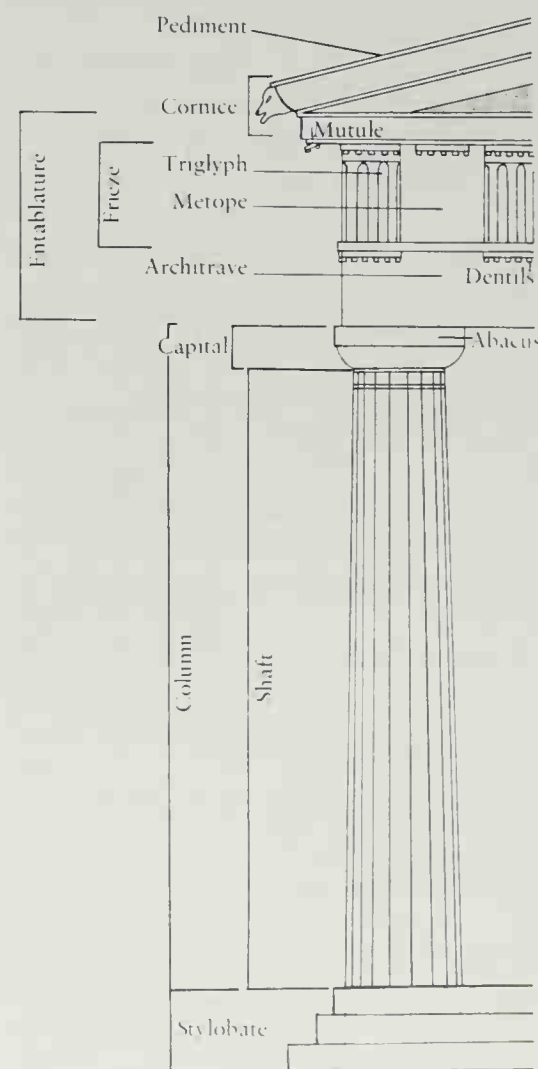 Pediment
Cornice
Mutule
Triglyph
Metope
Frieze
Entablature
Architrave
Dentils
Capital
Abacus
Column
Shaft
Stylobate